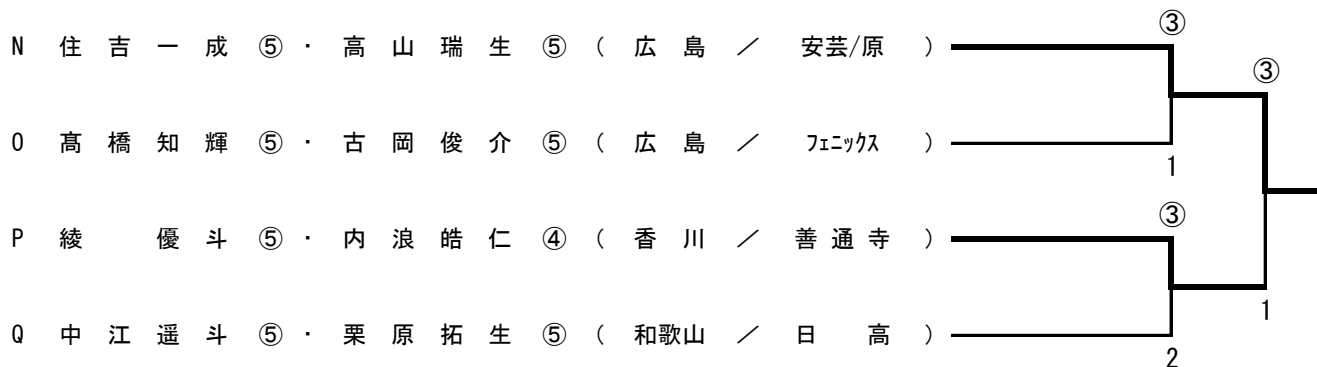 ③
N 住吉一成 ⑤ ・ 高山瑞生 ⑤ ( 広島 ／ 安芸/原 )
③
O 髙橋知輝 ⑤ ・ 古岡俊介 ⑤ ( 広島 ／ ﾌｪﾆｯｸｽ )
1
③
P 綾 優斗 ⑤ ・ 内浪皓仁 ④ ( 香川 ／ 善通寺 )
1
Q 中江遥斗 ⑤ ・ 栗原拓生 ⑤ ( 和歌山 ／ 日高 )
2